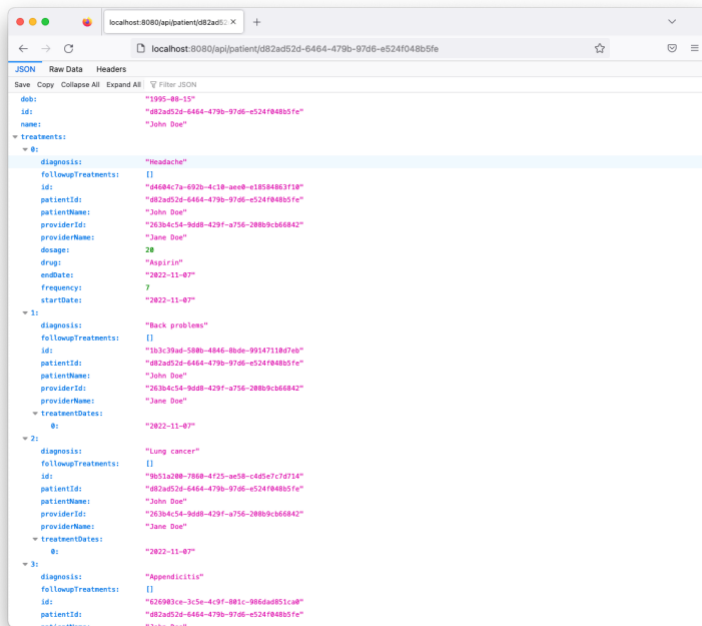 localhost:8080/api/patient/d82ad52
localhost:8080/api/patient/d82ad52d-6464-479b-97d6-e524f048b5fe
JSON Raw Data Headers
Save Copy Collapse All Expand All Filter JSON
dob: "1995-08-15"
id: "d82ad52d-6464-479b-97d6-e524f048b5fe"
name: "John Doe"
treatments:
0:
diagnosis: "Headache"
followupTreatments: []
id: "d4604c7a-692b-4c10-aee0-e18584863f10"
patientId: "d82ad52d-6464-479b-97d6-e524f048b5fe"
patientName: "John Doe"
providerId: "263b4c54-9dd8-429f-a756-208b9cb66842"
providerName: "Jane Doe"
dosage: 20
drug: "Aspirin"
endDate: "2022-11-07"
frequency: 7
startDate: "2022-11-07"
1:
diagnosis: "Back problems"
followupTreatments: []
id: "1b3c39ad-580b-4846-8bde-99147110d7eb"
patientId: "d82ad52d-6464-479b-97d6-e524f048b5fe"
patientName: "John Doe"
providerId: "263b4c54-9dd8-429f-a756-208b9cb66842"
providerName: "Jane Doe"
treatmentDates:
0: "2022-11-07"
2:
diagnosis: "Lung cancer"
followupTreatments: []
id: "9b51a200-7860-4f25-ae58-c4d5e7c7d714"
patientId: "d82ad52d-6464-479b-97d6-e524f048b5fe"
patientName: "John Doe"
providerId: "263b4c54-9dd8-429f-a756-208b9cb66842"
providerName: "Jane Doe"
treatmentDates:
0: "2022-11-07"
3:
diagnosis: "Appendicitis"
followupTreatments: []
id: "626903ce-3c5e-4c9f-801c-986dad851ca0"
patientId: "d82ad52d-6464-479b-97d6-e524f048b5fe"